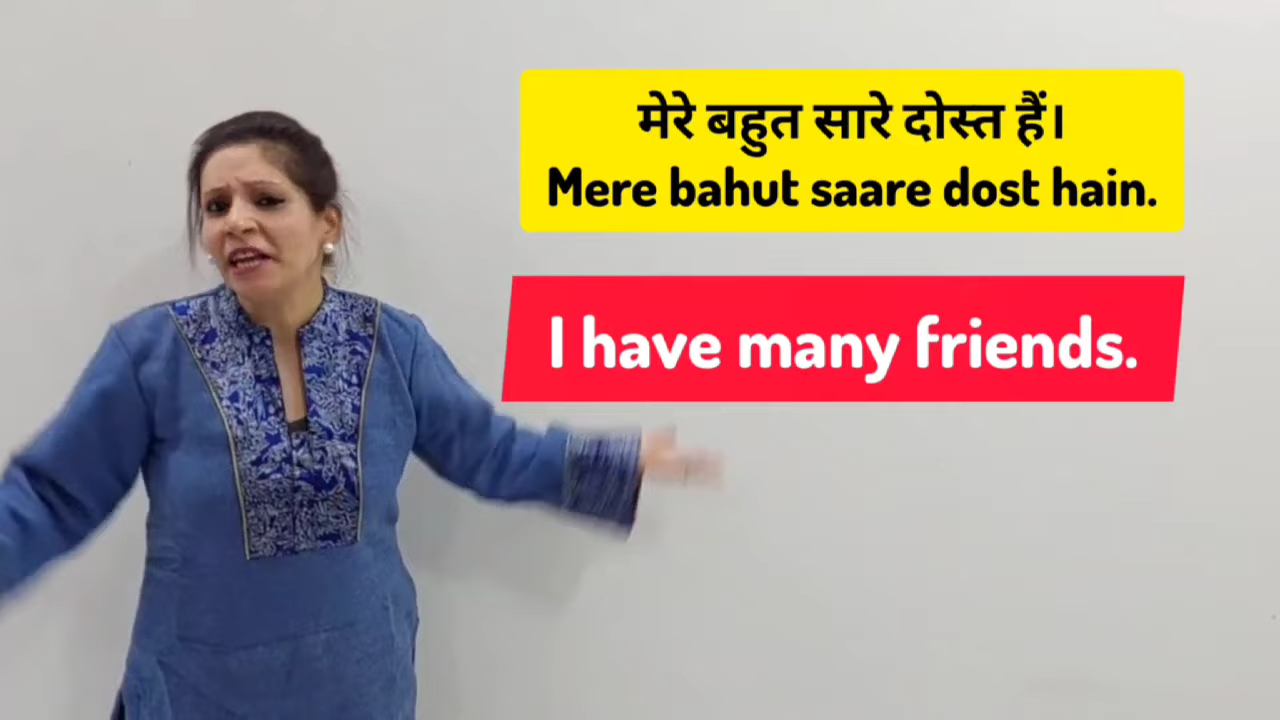 मेरे बहुत सारे दोस्त हैं।
Mere bahut saare dost hain.
I have many friends.